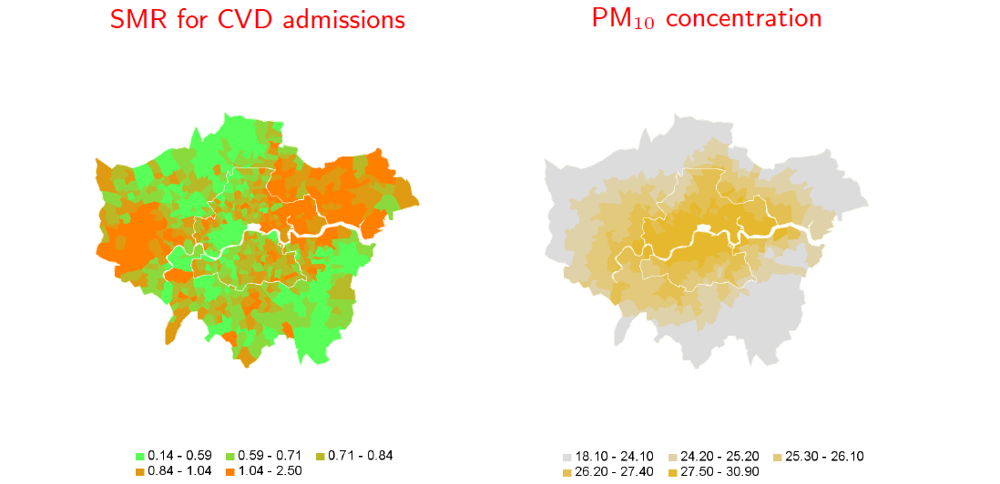 SMR for CVD admissions
PM₁₀ concentration
0.14 - 0.59 0.59 - 0.71 0.71 - 0.84
0.84 - 1.04 1.04 - 2.50
18.10 - 24.10 24.20 - 25.20 25.30 - 26.10
26.20 - 27.40 27.50 - 30.90